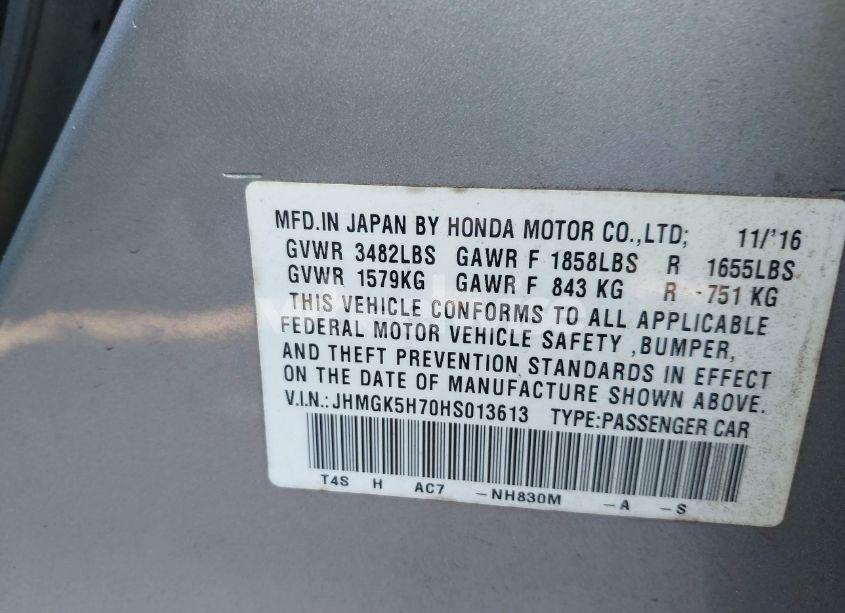 MFD.IN JAPAN BY HONDA MOTOR CO.,LTD; 11/'16
GVWR 3482LBS GAWR F 1858LBS R 1655LBS
GVWR 1579KG GAWR F 843 KG R 751 KG
THIS VEHICLE CONFORMS TO ALL APPLICABLE
FEDERAL MOTOR VEHICLE SAFETY ,BUMPER,
AND THEFT PREVENTION STANDARDS IN EFFECT
ON THE DATE OF MANUFACTURE SHOWN ABOVE.
V.I.N.:JHMGK5H70HS013613 TYPE:PASSENGER CAR
T4S H AC7 -NH830M -A -S